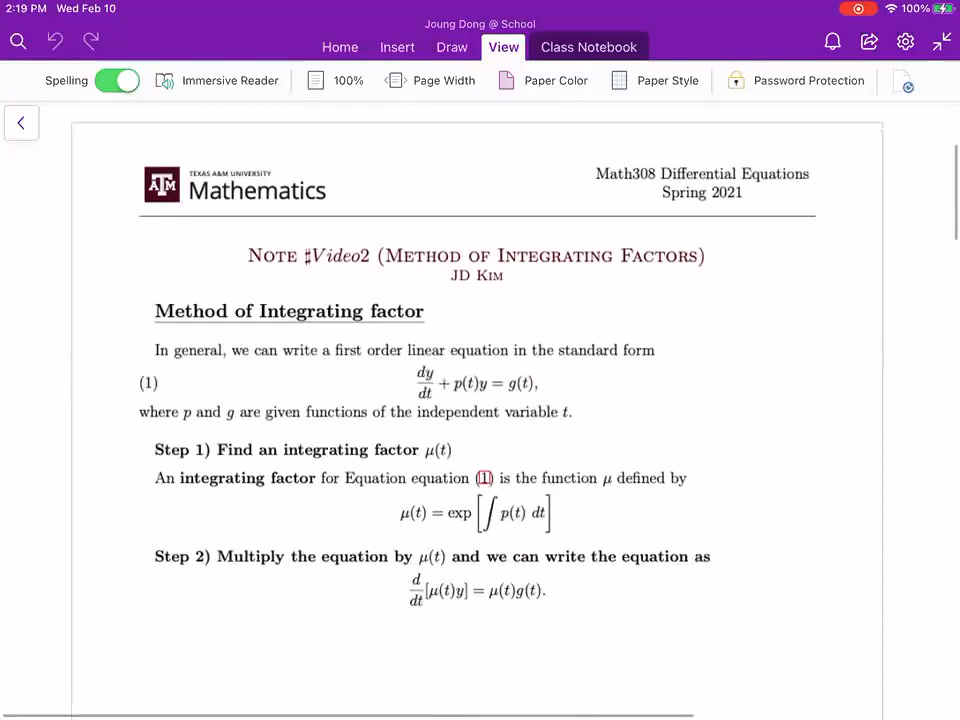 2:19 PM Wed Feb 10
100%
Joung Dong @ School
Home Insert Draw View Class Notebook
Spelling Immersive Reader 100% Page Width Paper Color Paper Style Password Protection
TEXAS A&M UNIVERSITY
Mathematics
Math308 Differential Equations
Spring 2021
NOTE ♯Video2 (METHOD OF INTEGRATING FACTORS)
JD KIM
Method of Integrating factor
In general, we can write a first order linear equation in the standard form
(1) dy/dt + p(t)y = g(t),
where p and g are given functions of the independent variable t.
Step 1) Find an integrating factor μ(t)
An integrating factor for Equation equation (1) is the function μ defined by
μ(t) = exp [∫ p(t) dt]
Step 2) Multiply the equation by μ(t) and we can write the equation as
d/dt [μ(t)y] = μ(t)g(t).